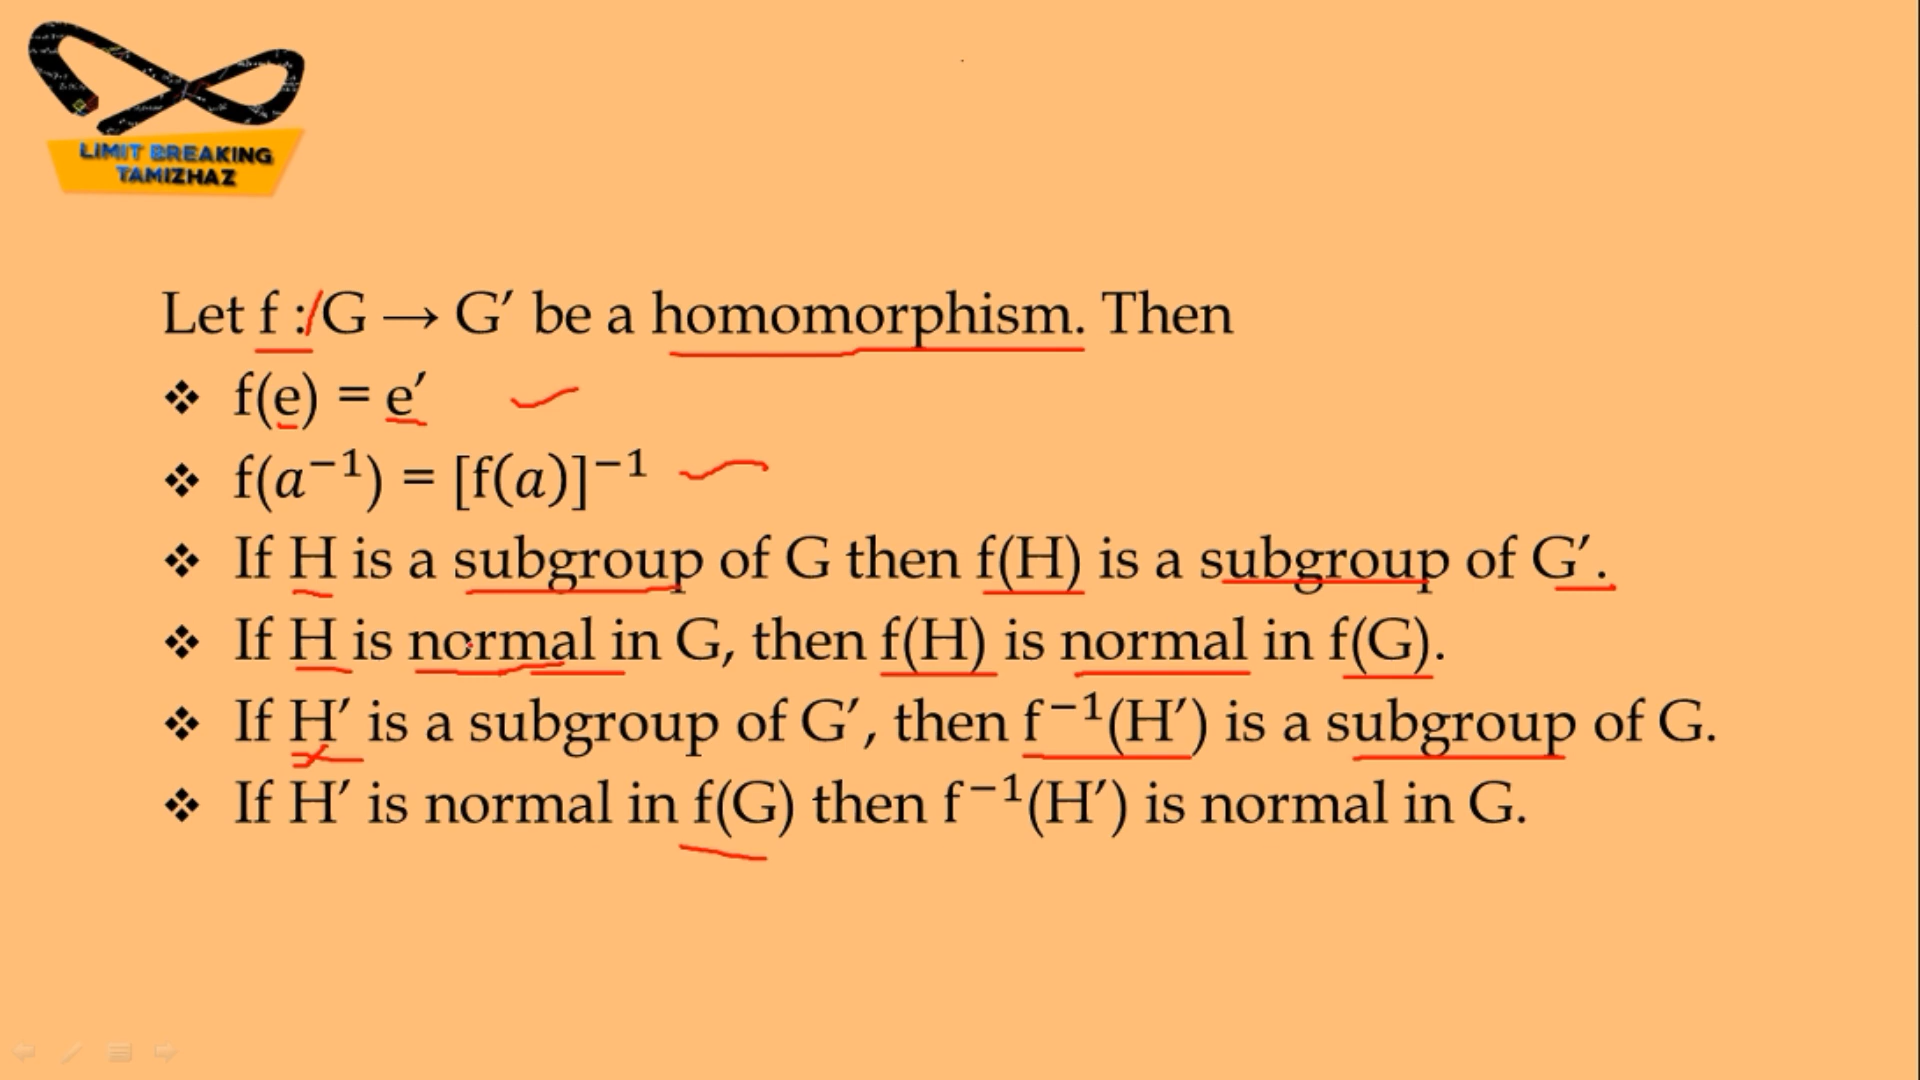 LIMIT BREAKING
TAMIZHAZ
Let f : G → G′ be a homomorphism. Then
❖ f(e) = e′
❖ f(a⁻¹) = [f(a)]⁻¹
❖ If H is a subgroup of G then f(H) is a subgroup of G′.
❖ If H is normal in G, then f(H) is normal in f(G).
❖ If H′ is a subgroup of G′, then f⁻¹(H′) is a subgroup of G.
❖ If H′ is normal in f(G) then f⁻¹(H′) is normal in G.